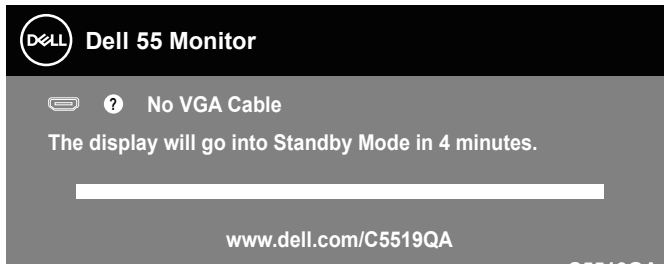 DELL Dell 55 Monitor
? No VGA Cable
The display will go into Standby Mode in 4 minutes.
www.dell.com/C5519QA
C5519QA